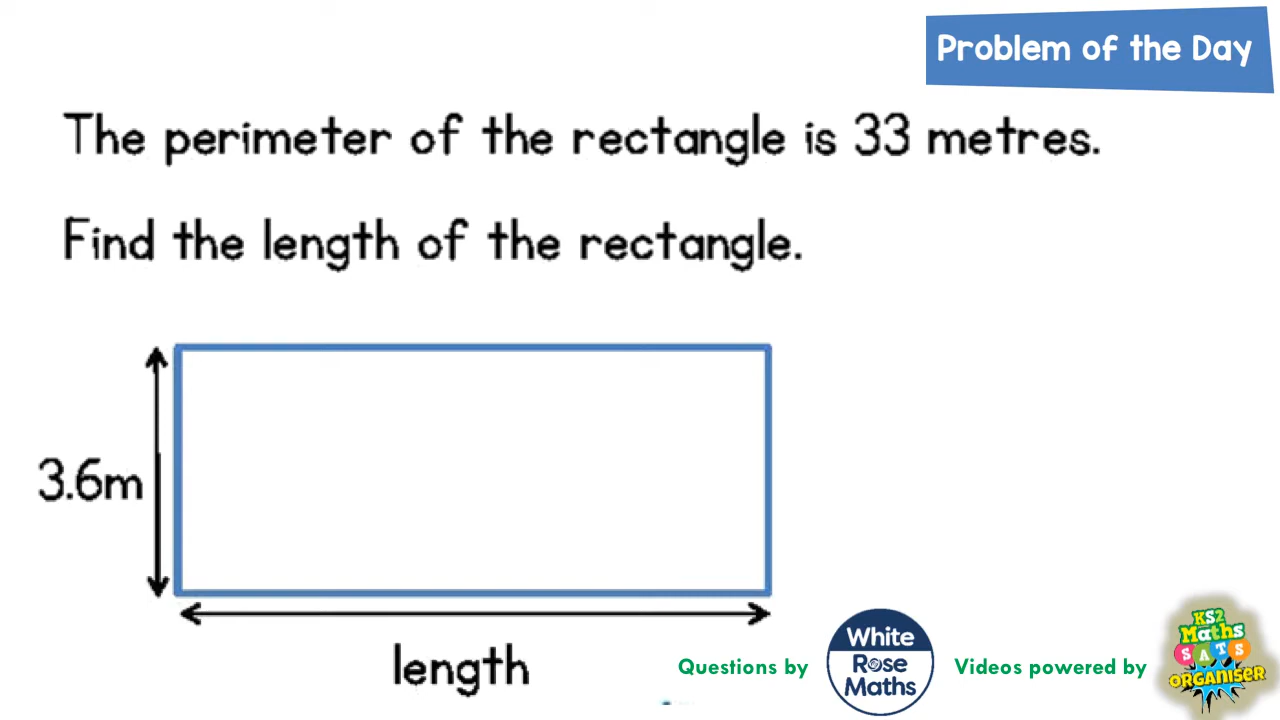 Problem of the Day
The perimeter of the rectangle is 33 metres.
Find the length of the rectangle.
3.6m
length
Questions by
White
Rose
Maths
Videos powered by
KS2
Maths
SATS
ORGANISER